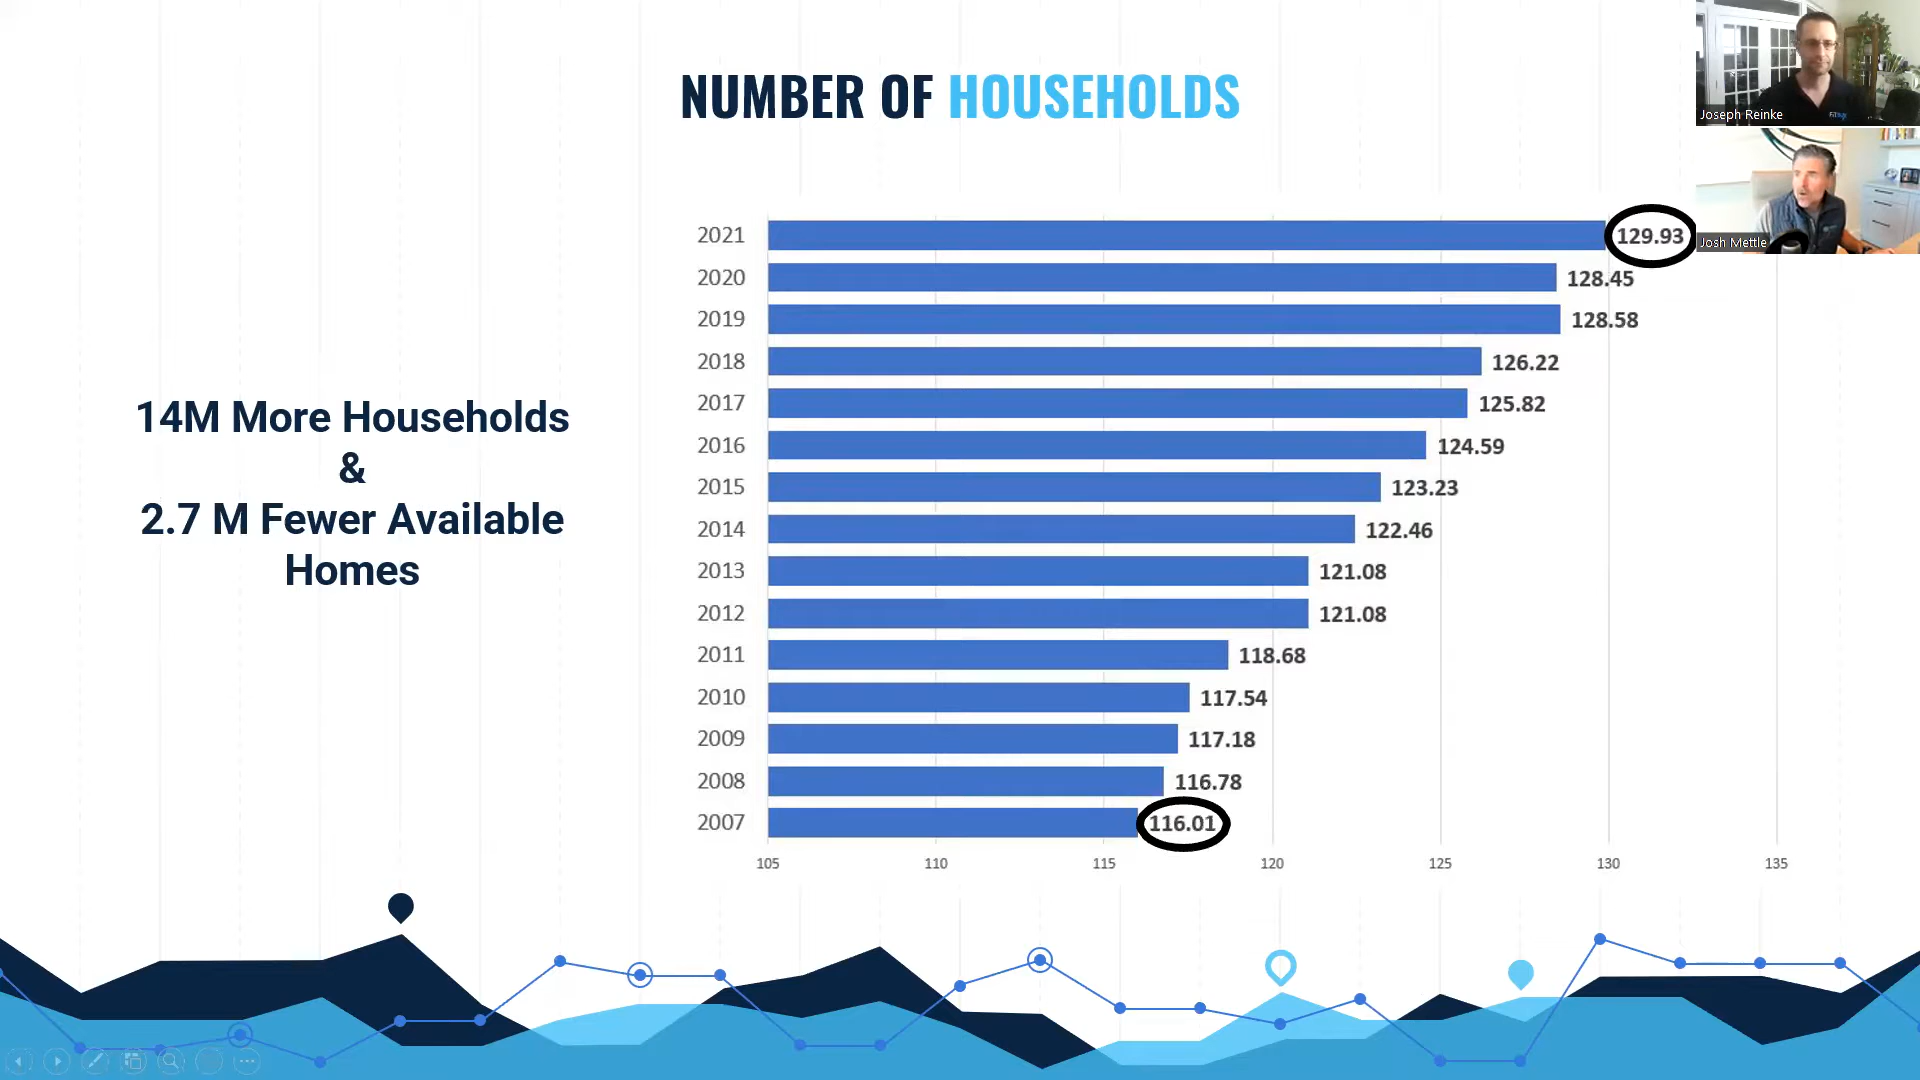 NUMBER OF HOUSEHOLDS
Joseph Reinke
Josh Mettle
14M More Households
&
2.7 M Fewer Available
Homes
2021 129.93
2020 128.45
2019 128.58
2018 126.22
2017 125.82
2016 124.59
2015 123.23
2014 122.46
2013 121.08
2012 121.08
2011 118.68
2010 117.54
2009 117.18
2008 116.78
2007 116.01
105 110 115 120 125 130 135